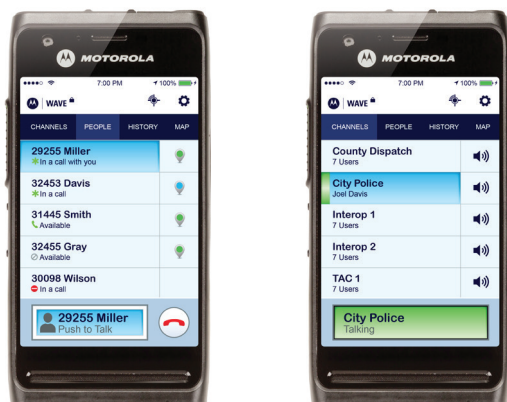 MOTOROLA
7:00 PM
100%
WAVE
CHANNELS PEOPLE HISTORY MAP
29255 Miller
In a call with you
32453 Davis
In a call
31445 Smith
Available
32455 Gray
Available
30098 Wilson
In a call
29255 Miller
Push to Talk
MOTOROLA
7:00 PM
100%
WAVE
CHANNELS PEOPLE HISTORY MAP
County Dispatch
7 Users
City Police
Joel Davis
Interop 1
7 Users
Interop 2
7 Users
TAC 1
7 Users
City Police
Talking